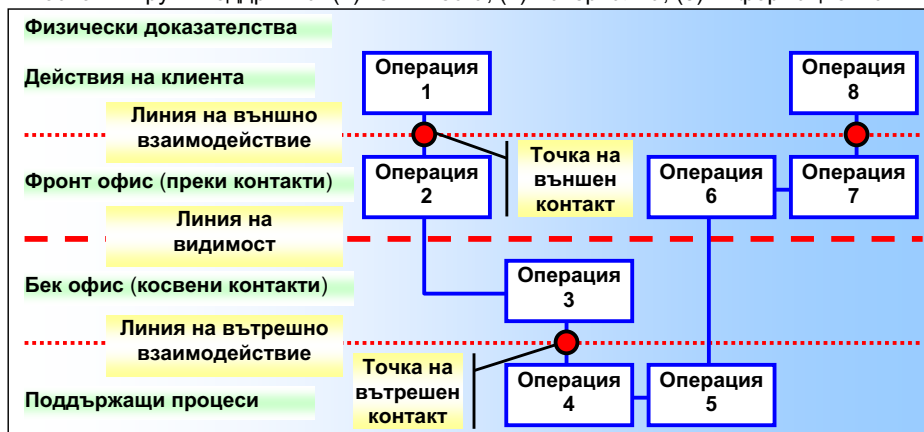 Физически доказателства
Действия на клиента
Операция
1
Операция
8
Линия на външно
взаимодействие
Точка на
външен
контакт
Фронт офис (преки контакти)
Операция
2
Операция
6
Операция
7
Линия на
видимост
Бек офис (косвени контакти)
Операция
3
Линия на вътрешно
взаимодействие
Точка на
вътрешен
контакт
Поддържащи процеси
Операция
4
Операция
5